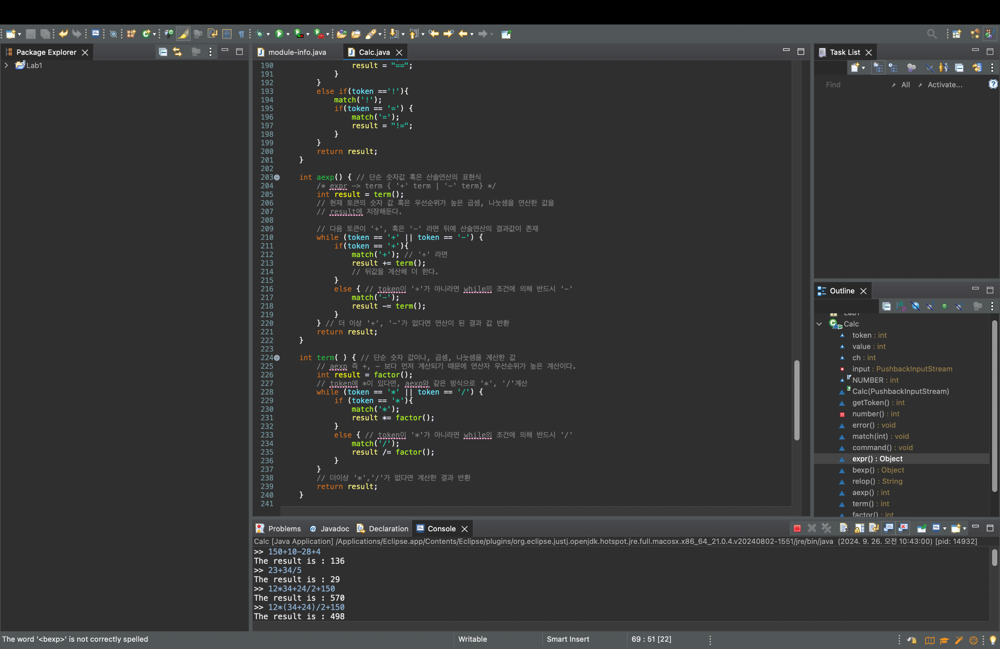 Package Explorer
Lab1
module-info.java
Calc.java
190 result = "==";
191 }
192 }
193 else if(token =='!'){
194 match('!');
195 if(token == '=') {
196 match('=');
197 result = "!=";
198 }
199 }
200 return result;
201 }
202
203 int aexp() { // 단순 숫자값 혹은 산술연산의 표현식
204 /* expr -> term { '+' term | '-' term} */
205 int result = term();
206 // 현재 토큰의 숫자 값 혹은 우선순위가 높은 곱셈, 나눗셈을 연산한 값을
207 // result에 저장해둔다.
208
209 // 다음 토큰이 '+', 혹은 '-' 라면 뒤에 산술연산의 결과값이 존재
210 while (token == '+' || token == '-') {
211 if(token == '+'){
212 match('+'); // '+' 라면
213 result += term();
214 // 뒤값을 계산해 더 한다.
215 }
216 else { // token이 '+'가 아니라면 while의 조건에 의해 반드시 '-'
217 match('-');
218 result -= term();
219 }
220 } // 더 이상 '+', '-'가 없다면 연산이 된 결과 값 반환
221 return result;
222 }
223
224 int term( ) { // 단순 숫자 값이나, 곱셈, 나눗셈을 계산한 값
225 // aexp 즉 +, - 보다 먼저 계산되기 때문에 연산자 우선순위가 높은 계산이다.
226 int result = factor();
227 // token에 *이 있다면, aexp와 같은 방식으로 '*', '/'계산
228 while (token == '*' || token == '/') {
229 if (token == '*'){
230 match('*');
231 result *= factor();
232 }
233 else { // token이 '*'가 아니라면 while의 조건에 의해 반드시 '/'
234 match('/');
235 result /= factor();
236 }
237 }
238 // 더이상 '*','/'가 없다면 계산한 결과 반환
239 return result;
240 }
241
Task List
Find
All
Activate...
Outline
Lab1
Calc
token : int
value : int
ch : int
input : PushbackInputStream
NUMBER : int
Calc(PushbackInputStream)
getToken() : int
number() : int
error() : void
match(int) : void
command() : void
expr() : Object
bexp() : Object
relop() : String
aexp() : int
term() : int
factor() : int
Problems
Javadoc
Declaration
Console
Calc [Java Application] /Applications/Eclipse.app/Contents/Eclipse/plugins/org.eclipse.justj.openjdk.hotspot.jre.full.macosx.x86_64_21.0.4.v20240802-1551/jre/bin/java (2024. 9. 26. 오전 10:43:00) [pid: 14932]
>> 150+10-28+4
The result is : 136
>> 23+34/5
The result is : 29
>> 12*34+24/2+150
The result is : 570
>> 12*(34+24)/2+150
The result is : 498
The word '<bexp>' is not correctly spelled
Writable
Smart Insert
69 : 51 [22]